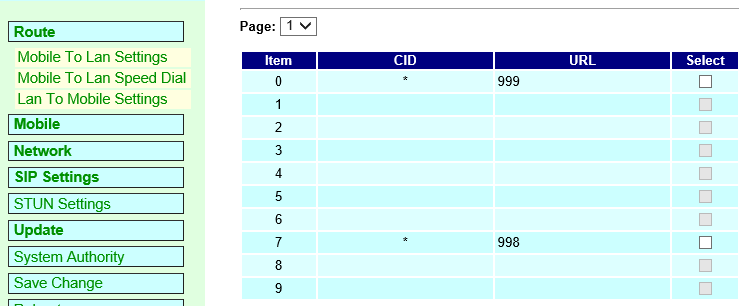 Route
Mobile To Lan Settings
Mobile To Lan Speed Dial
Lan To Mobile Settings
Mobile
Network
SIP Settings
STUN Settings
Update
System Authority
Save Change
Page: 1
Item CID URL Select
0 * 999
1
2
3
4
5
6
7 * 998
8
9